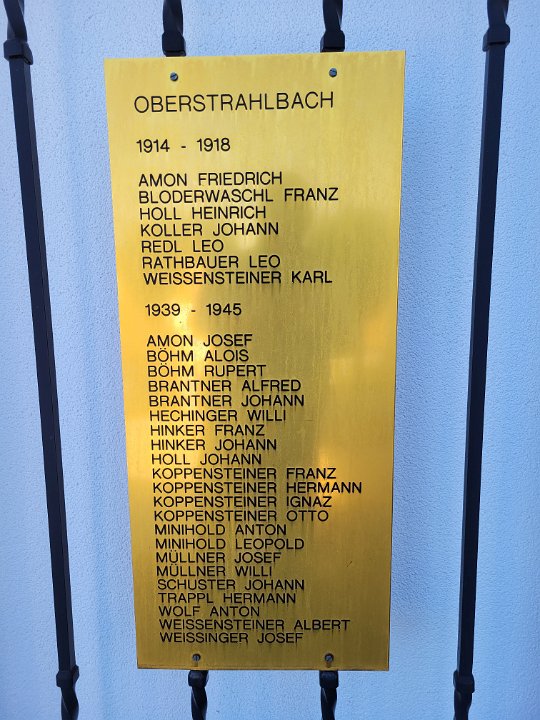 OBERSTRAHLBACH
1914 - 1918
AMON FRIEDRICH
BLODERWASCHL FRANZ
HOLL HEINRICH
KOLLER JOHANN
REDL LEO
RATHBAUER LEO
WEISSENSTEINER KARL
1939 - 1945
AMON JOSEF
BÖHM ALOIS
BÖHM RUPERT
BRANTNER ALFRED
BRANTNER JOHANN
HECHINGER WILLI
HINKER FRANZ
HINKER JOHANN
HOLL JOHANN
KOPPENSTEINER FRANZ
KOPPENSTEINER HERMANN
KOPPENSTEINER IGNAZ
KOPPENSTEINER OTTO
MINIHOLD ANTON
MINIHOLD LEOPOLD
MÜLLNER JOSEF
MÜLLNER WILLI
SCHUSTER JOHANN
TRAPPL HERMANN
WOLF ANTON
WEISSENSTEINER ALBERT
WEISSINGER JOSEF